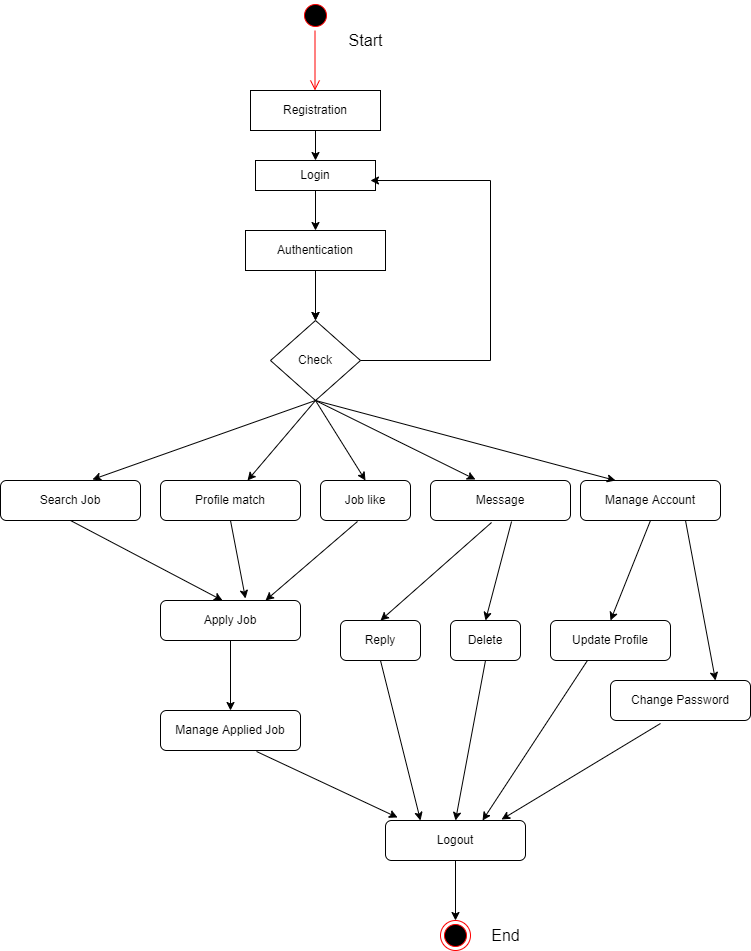 Start
Registration
Login
Authentication
Check
Search Job
Profile match
Job like
Message
Manage Account
Apply Job
Reply
Delete
Update Profile
Change Password
Manage Applied Job
Logout
End